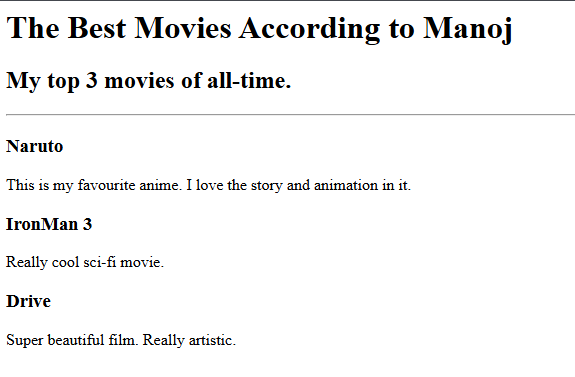 The Best Movies According to Manoj
My top 3 movies of all-time.
Naruto
This is my favourite anime. I love the story and animation in it.
IronMan 3
Really cool sci-fi movie.
Drive
Super beautiful film. Really artistic.